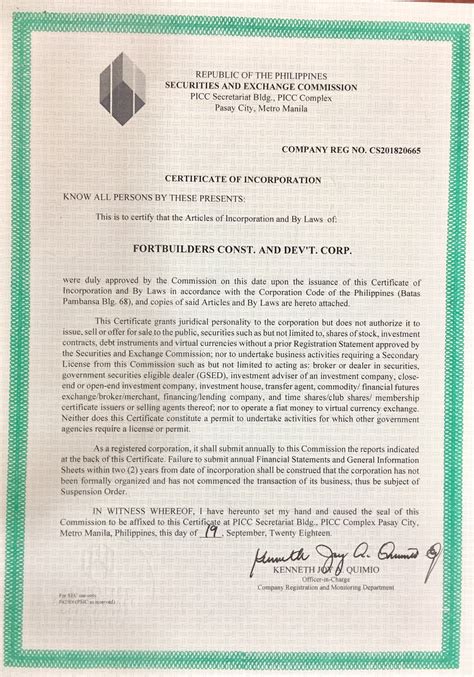 REPUBLIC OF THE PHILIPPINES
SECURITIES AND EXCHANGE COMMISSION
PICC Secretariat Bldg., PICC Complex
Pasay City, Metro Manila
COMPANY REG NO. CS201820665
CERTIFICATE OF INCORPORATION
KNOW ALL PERSONS BY THESE PRESENTS:
This is to certify that the Articles of Incorporation and By Laws of:
FORTBUILDERS CONST. AND DEV'T. CORP.
were duly approved by the Commission on this date upon the issuance of this Certificate of
Incorporation and By Laws in accordance with the Corporation Code of the Philippines (Batas
Pambansa Blg. 68), and copies of said Articles and By Laws are hereto attached.
This Certificate grants juridical personality to the corporation but does not authorize it to
issue, sell or offer for sale to the public, securities such as but not limited to, shares of stock, investment
contracts, debt instruments and virtual currencies without a prior Registration Statement approved by
the Securities and Exchange Commission; nor to undertake business activities requiring a Secondary
License from this Commission such as but not limited to acting as: broker or dealer in securities,
government securities eligible dealer (GSED), investment adviser of an investment company, close-
end or open-end investment company, investment house, transfer agent, commodity/ financial futures
exchange/broker/merchant, financing/lending company, and time shares/club shares/ membership
certificate issuers or selling agents thereof; nor to operate a fiat money to virtual currency exchange.
Neither does this Certificate constitute a permit to undertake activities for which other government
agencies require a license or permit.
As a registered corporation, it shall submit annually to this Commission the reports indicated
at the back of this Certificate. Failure to submit annual Financial Statements and General Information
Sheets within two (2) years from date of incorporation shall be construed that the corporation has not
been formally organized and has not commenced the transaction of its business, thus be subject of
Suspension Order.
IN WITNESS WHEREOF, I have hereunto set my hand and caused the seal of this
Commission to be affixed to this Certificate at PICC Secretariat Bldg., PICC Complex Pasay City,
Metro Manila, Philippines, this day of 19, September, Twenty Eighteen.
KENNETH JOY QUIMIO
Officer-in-Charge
Company Registration and Monitoring Department
For SEC use only